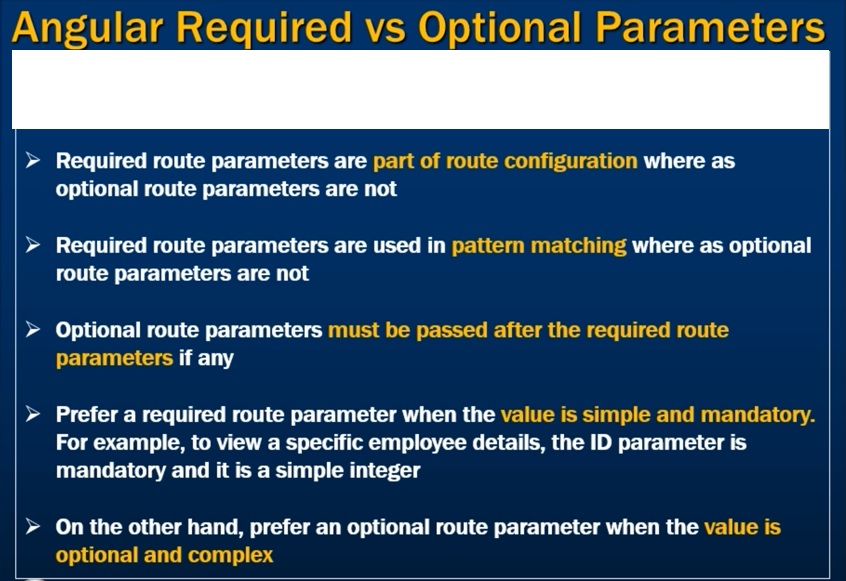 Angular Required vs Optional Parameters
➢ Required route parameters are part of route configuration where as
optional route parameters are not
➢ Required route parameters are used in pattern matching where as optional
route parameters are not
➢ Optional route parameters must be passed after the required route
parameters if any
➢ Prefer a required route parameter when the value is simple and mandatory.
For example, to view a specific employee details, the ID parameter is
mandatory and it is a simple integer
➢ On the other hand, prefer an optional route parameter when the value is
optional and complex